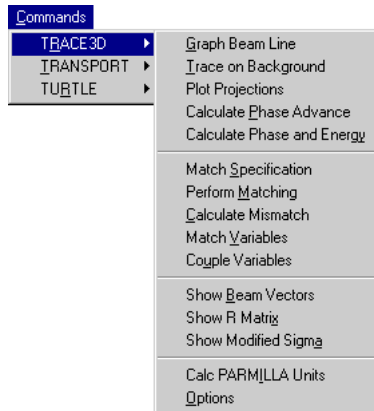 Commands
TRACE3D
TRANSPORT
TURTLE
Graph Beam Line
Trace on Background
Plot Projections
Calculate Phase Advance
Calculate Phase and Energy
Match Specification
Perform Matching
Calculate Mismatch
Match Variables
Couple Variables
Show Beam Vectors
Show R Matrix
Show Modified Sigma
Calc PARMILLA Units
Options